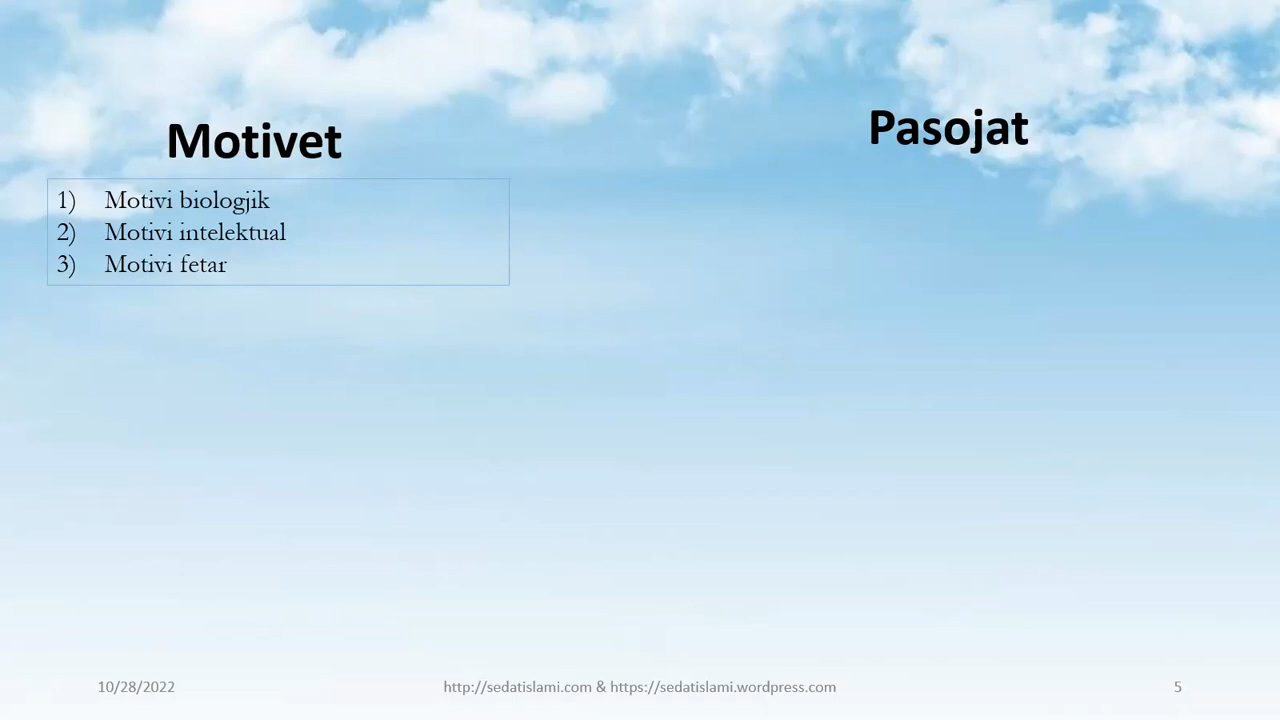 Motivet
1) Motivi biologjik
2) Motivi intelektual
3) Motivi fetar
Pasojat
10/28/2022
http://sedatislami.com & https://sedatislami.wordpress.com
5